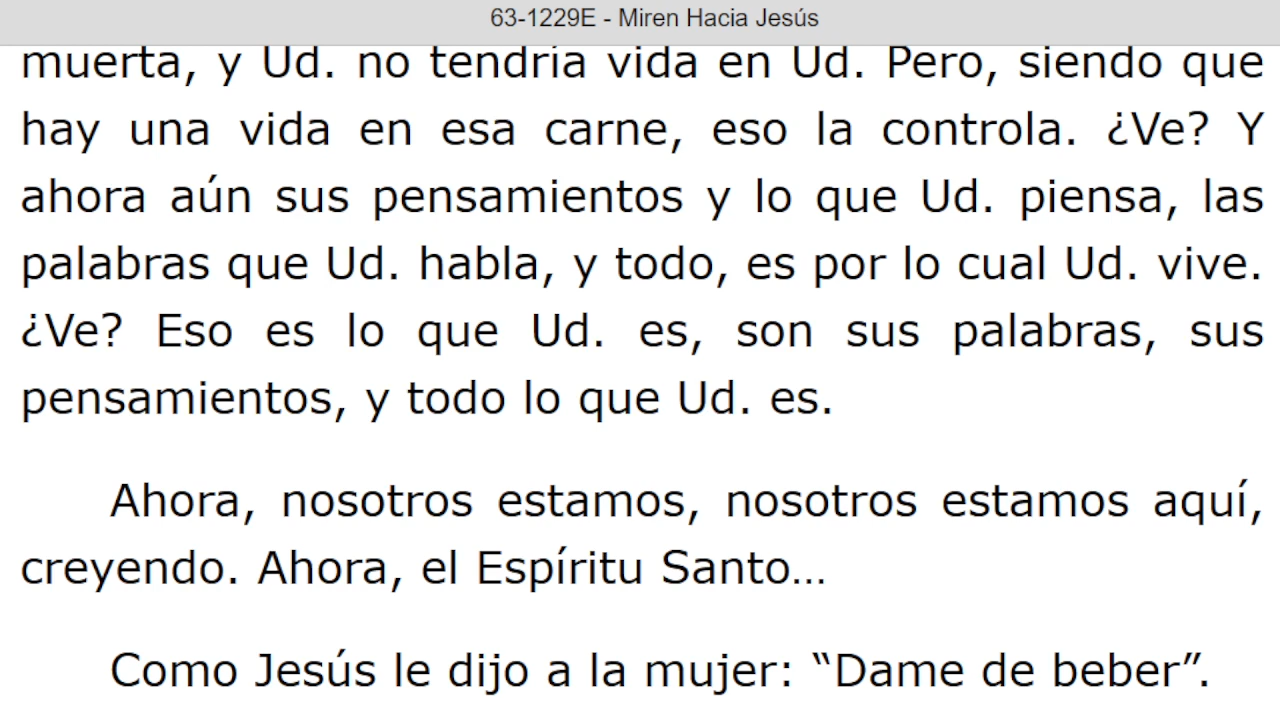 63-1229E - Miren Hacia Jesús
muerta, y Ud. no tendría vida en Ud. Pero, siendo que
hay una vida en esa carne, eso la controla. ¿Ve? Y
ahora aún sus pensamientos y lo que Ud. piensa, las
palabras que Ud. habla, y todo, es por lo cual Ud. vive.
¿Ve? Eso es lo que Ud. es, son sus palabras, sus
pensamientos, y todo lo que Ud. es.
Ahora, nosotros estamos, nosotros estamos aquí,
creyendo. Ahora, el Espíritu Santo...
Como Jesús le dijo a la mujer: “Dame de beber”.